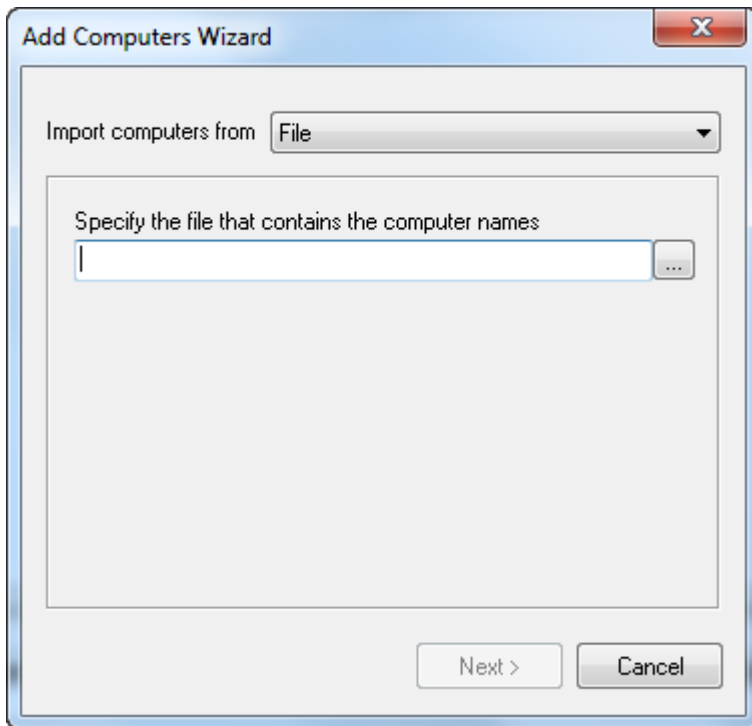 Add Computers Wizard
Import computers from File
Specify the file that contains the computer names
...
Next > Cancel